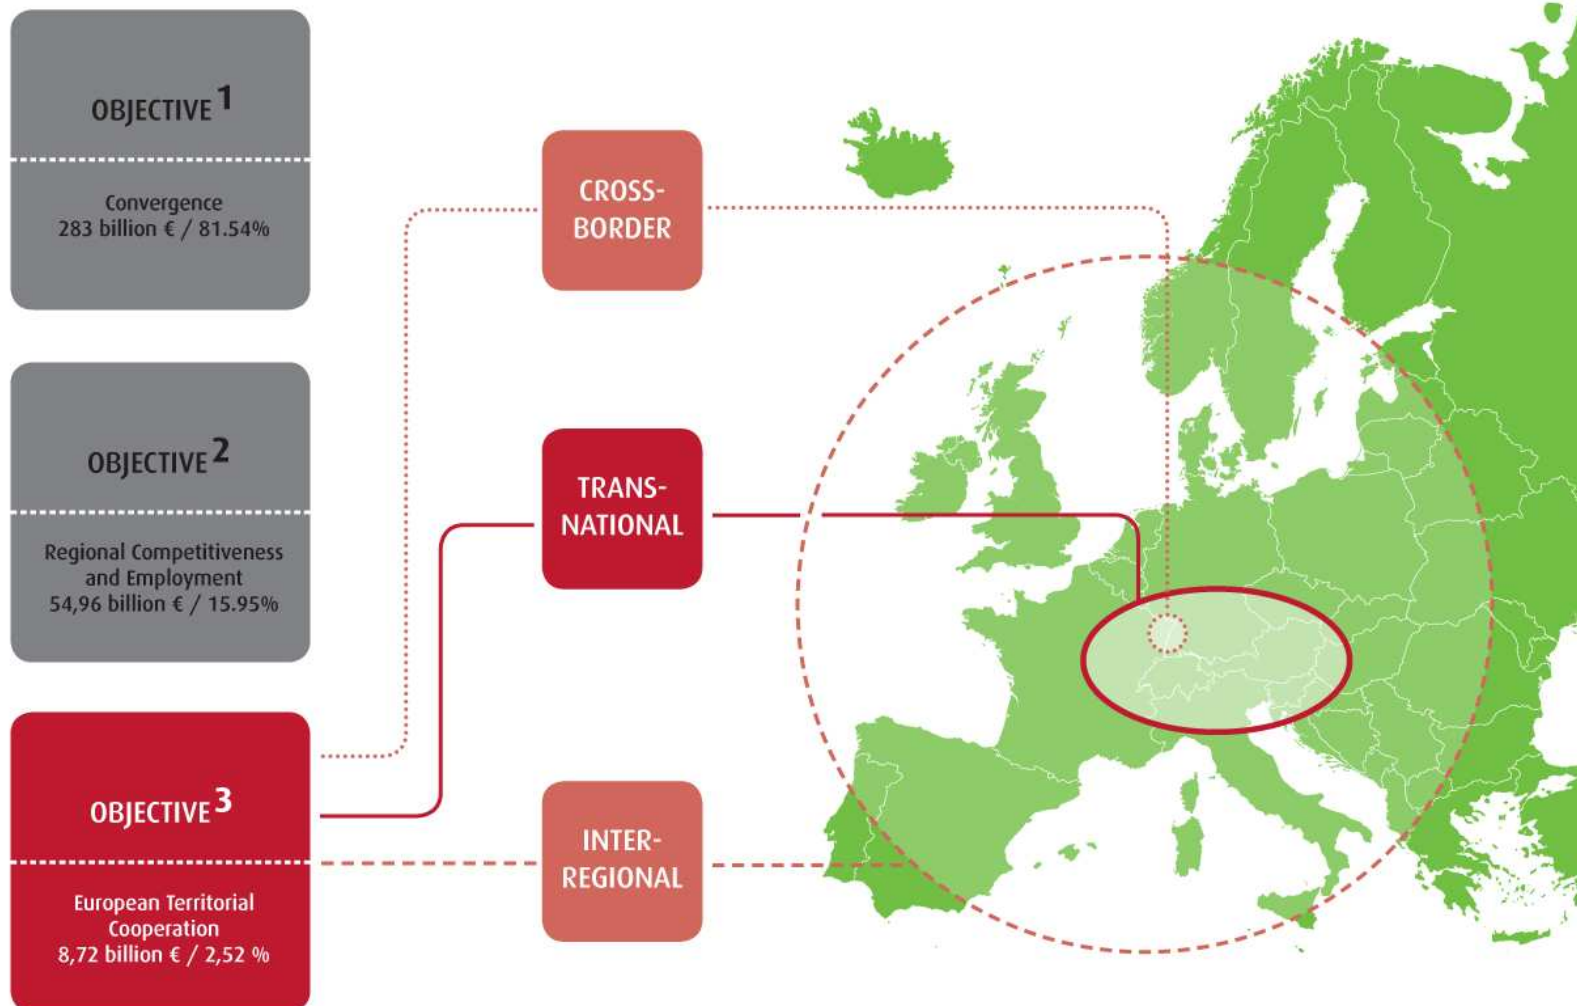 OBJECTIVE 1
Convergence
283 billion € / 81.54%
OBJECTIVE 2
Regional Competitiveness
and Employment
54,96 billion € / 15.95%
OBJECTIVE 3
European Territorial
Cooperation
8,72 billion € / 2,52 %
CROSS-
BORDER
TRANS-
NATIONAL
INTER-
REGIONAL